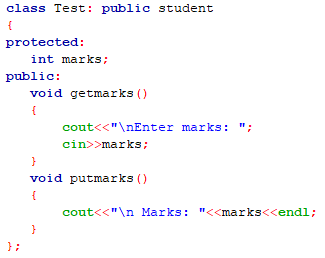 class Test: public student
{
protected:
int marks;
public:
void getmarks()
{
cout<<"\nEnter marks: ";
cin>>marks;
}
void putmarks()
{
cout<<"\n Marks: "<<marks<<endl;
}
};